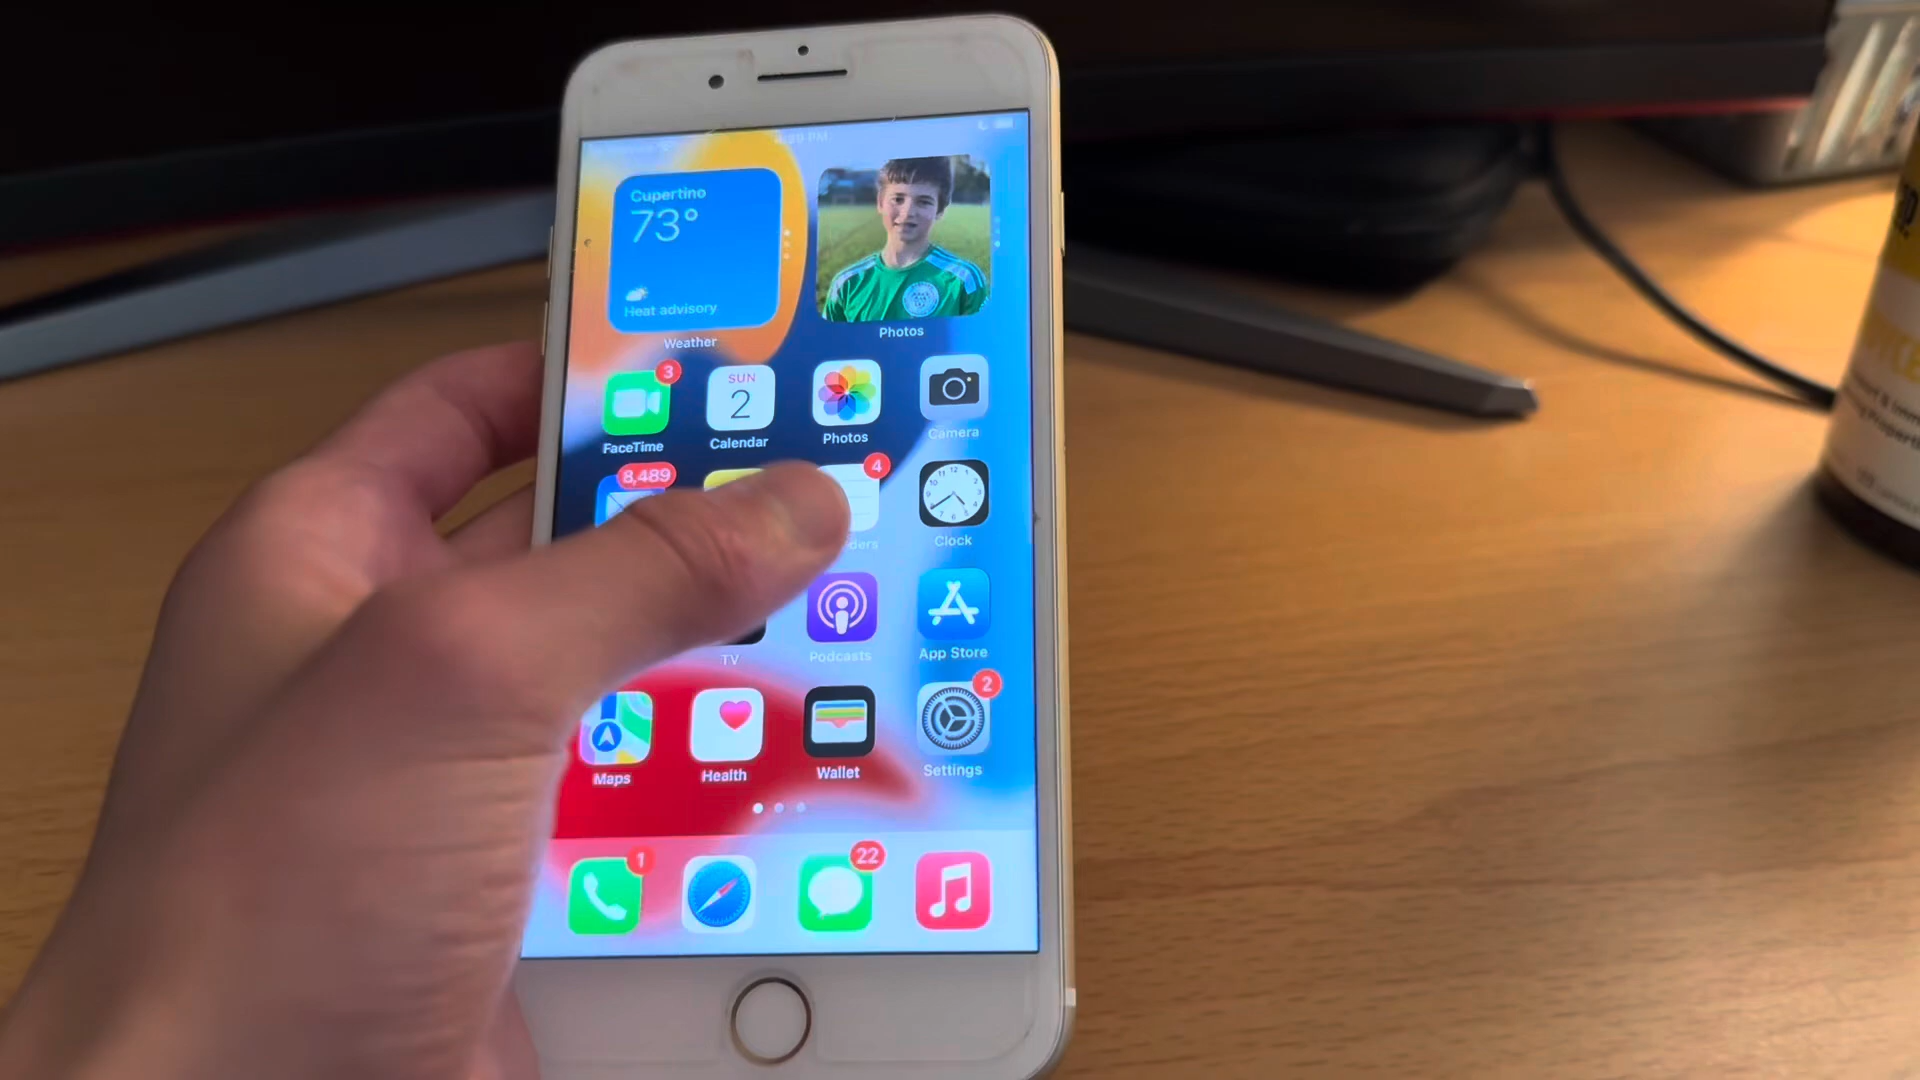 Cupertino
73°
Heat advisory
Weather
Photos
3
FaceTime
SUN
2
Calendar
Photos
Camera
8,489
4
Clock
TV
Podcasts
App Store
Maps
Health
Wallet
2
Settings
1
22